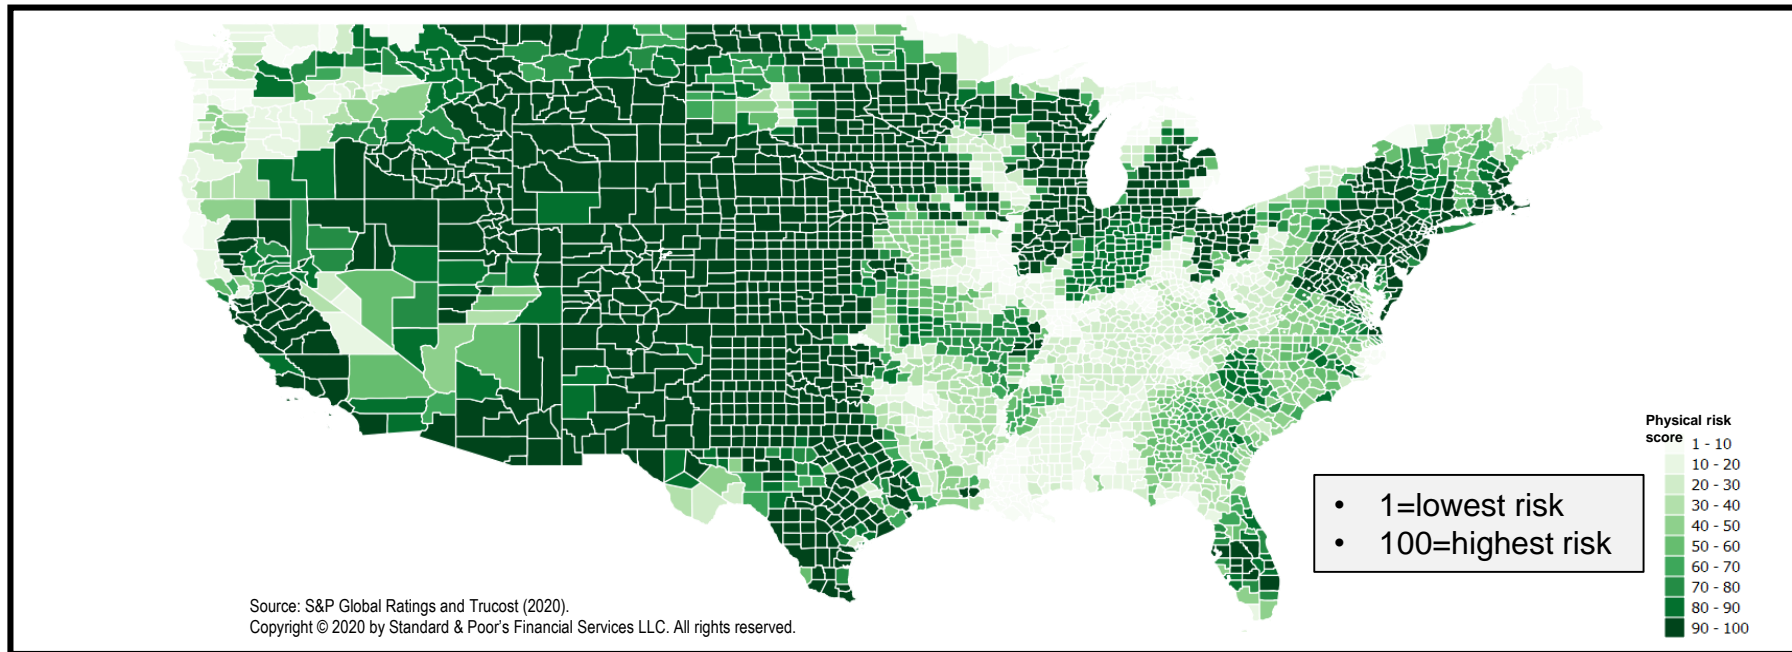 Physical risk
score
1 - 10
10 - 20
20 - 30
30 - 40
40 - 50
50 - 60
60 - 70
70 - 80
80 - 90
90 - 100
• 1=lowest risk
• 100=highest risk
Source: S&P Global Ratings and Trucost (2020).
Copyright © 2020 by Standard & Poor's Financial Services LLC. All rights reserved.